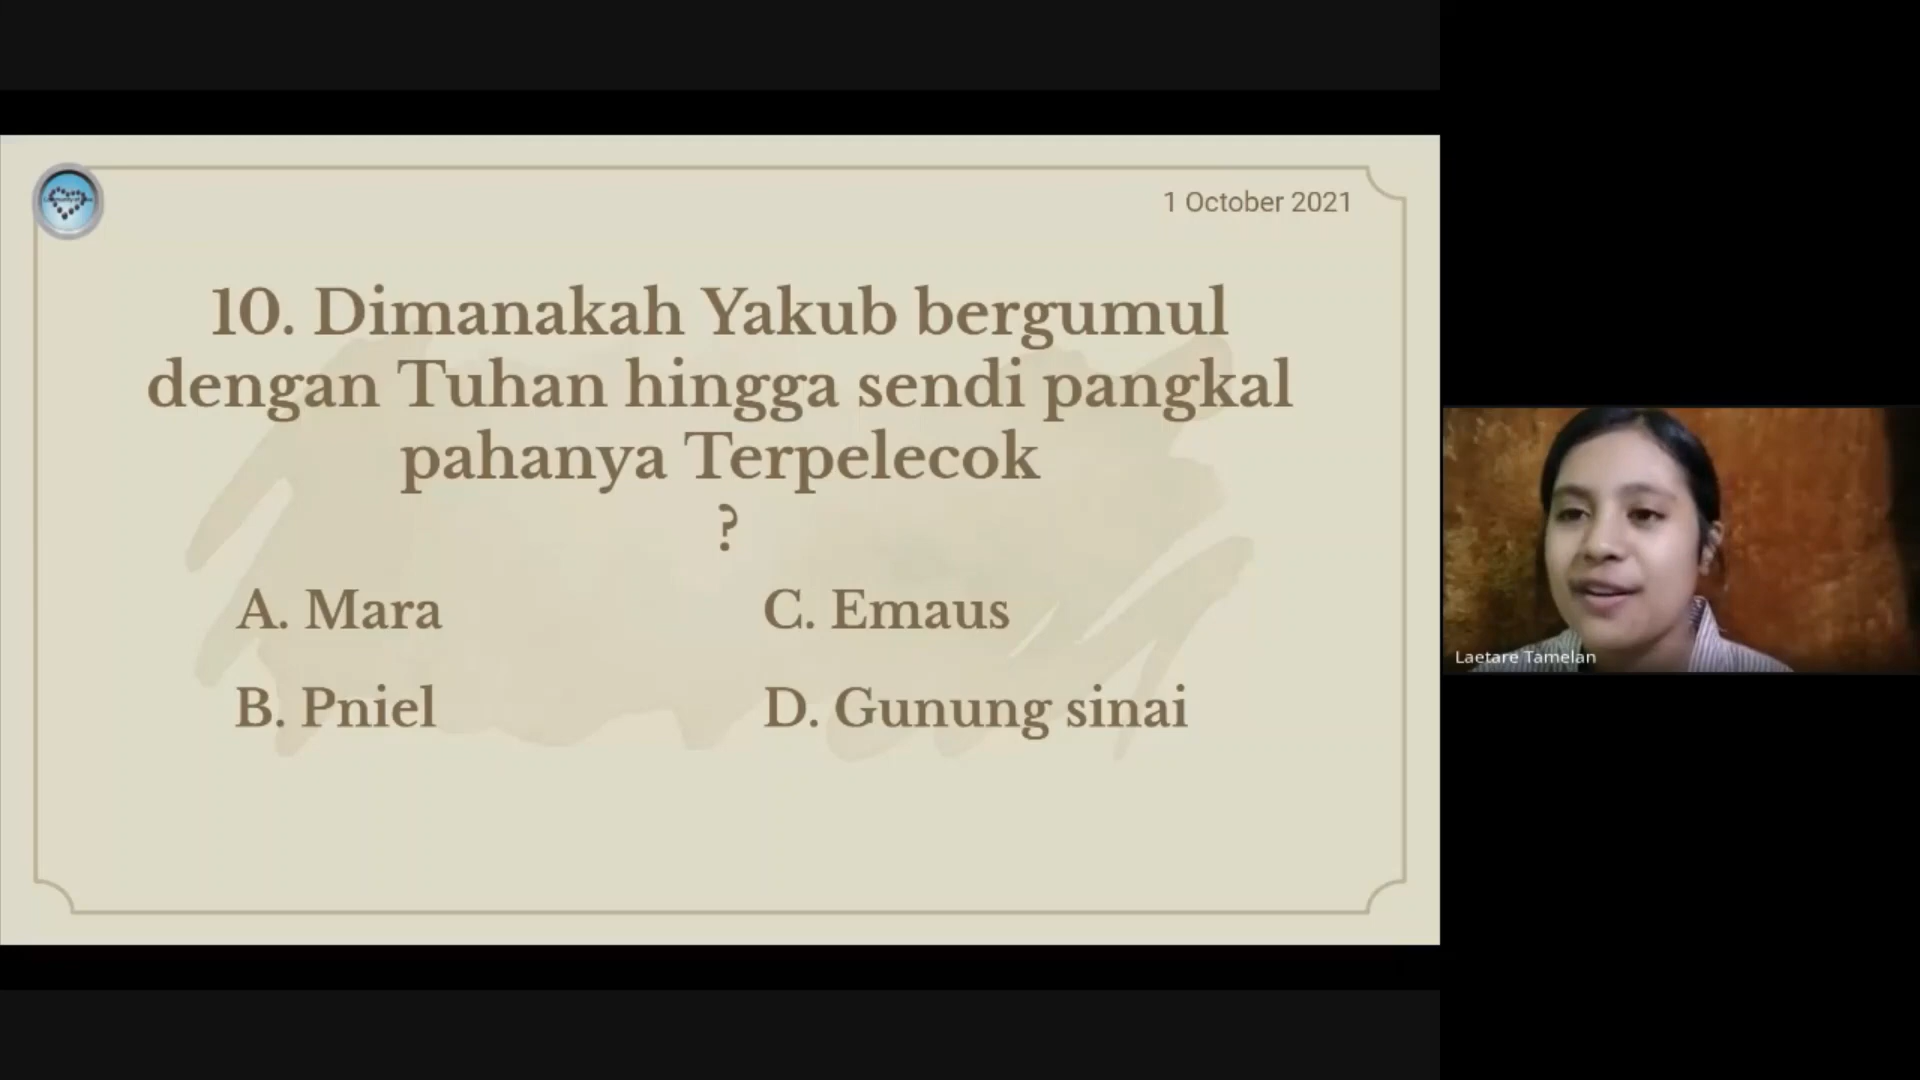 1 October 2021
10. Dimanakah Yakub bergumul
dengan Tuhan hingga sendi pangkal
pahanya Terpelecok
?
A. Mara
C. Emaus
B. Pniel
D. Gunung sinai
Laetare Tamelan